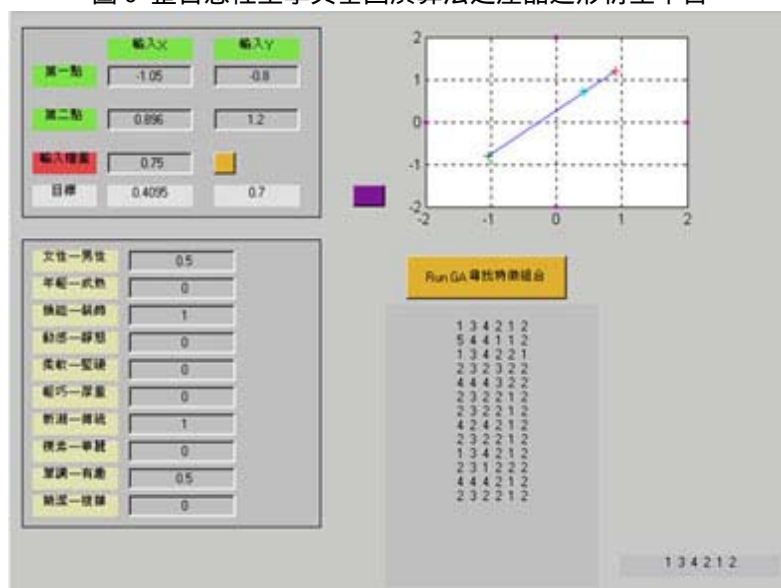 輸入X 輸入Y
第一點 -1.05 -0.8
第二點 0.896 1.2
輸入檔案 0.75
目標 0.4095 0.7
2
1
0
-1
-2
-2 -1 0 1 2
女性—男性 0.5
年輕—成熟 0
機能—裝飾 1
動感—靜態 0
柔軟—堅硬 0
輕巧—厚重 0
新潮—傳統 1
樸素—華麗 0
單調—有趣 0.5
簡潔—複雜 0
Run GA 尋找特徵組合
1 3 4 2 1 2
5 4 4 1 1 2
1 3 4 2 2 1
2 3 2 3 2 2
4 4 4 3 2 2
2 3 2 2 1 2
2 3 2 2 1 2
4 2 4 2 1 2
2 3 2 2 1 2
1 3 4 2 1 2
2 3 1 2 2 2
4 4 4 2 1 2
2 3 2 2 1 2
1 3 4 2 1 2